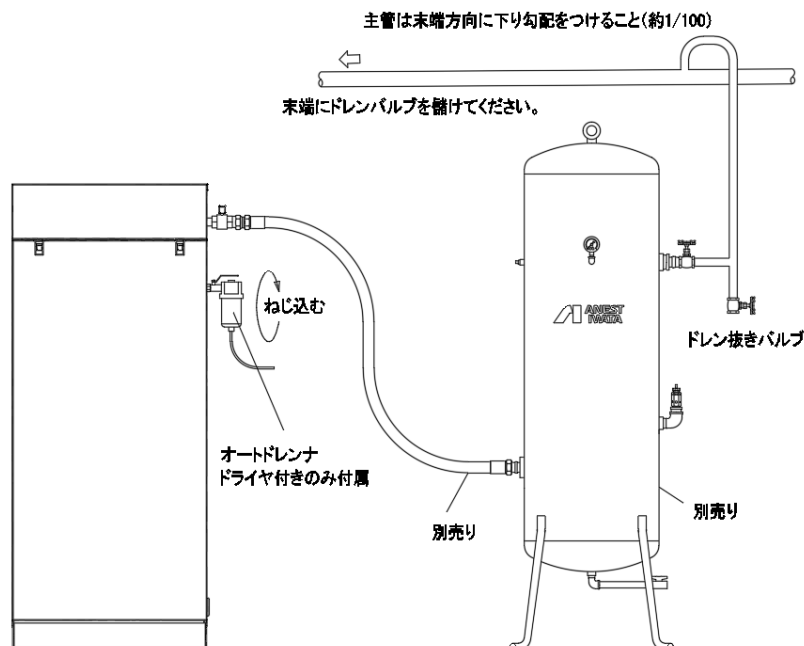 主管は末端方向に下り勾配をつけること(約1/100)
末端にドレンバルブを儲けてください。
ねじ込む
ANEST
IWATA
ドレン抜きバルブ
オートドレンナ
ドライヤ付きのみ付属
別売り
別売り